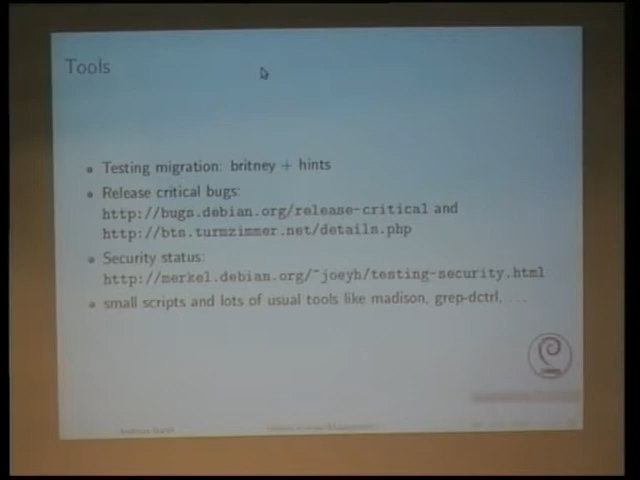 Tools
Testing migration: britney + hints
Release critical bugs:
http://bugs.debian.org/release-critical and
http://bts.turmzimmer.net/details.php
Security status:
http://merkel.debian.org/~joeyh/testing-security.html
small scripts and lots of usual tools like madison, grep-dctrl, ...